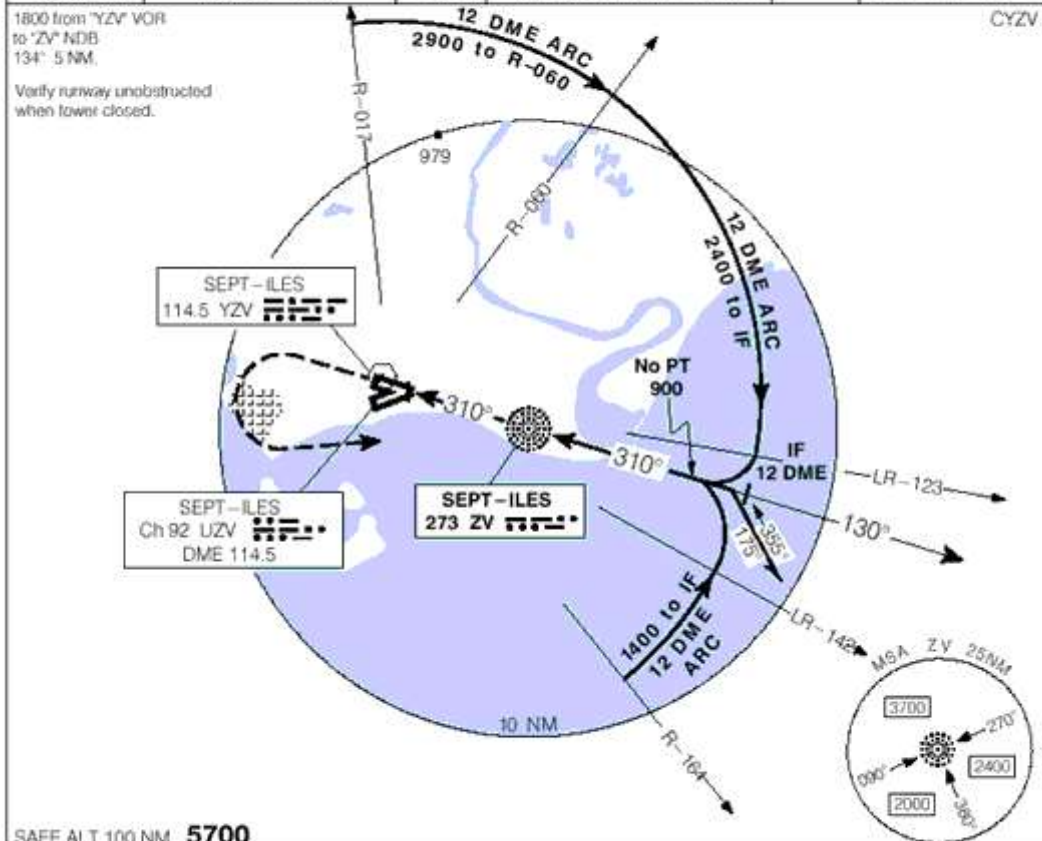 1800 from "YZV" VOR
to "ZV" NDB
134° 5 NM.
Verify runway unobstructed
when tower closed.
CYZV
12 DME ARC
2900 to R-060
R-017
979
R-060
12 DME ARC
2400 to IF
SEPT-ILES
114.5 YZV
No PT
900
310°
310°
IF
12 DME
LR-123
130°
SEPT-ILES
Ch 92 UZV
DME 114.5
SEPT-ILES
273 ZV
355°
175°
1400 to IF
12 DME
ARC
LR-142
10 NM
R-164
MSA ZV 25NM
3700
270°
090°
2400
2000
360°
SAFE ALT 100 NM 5700